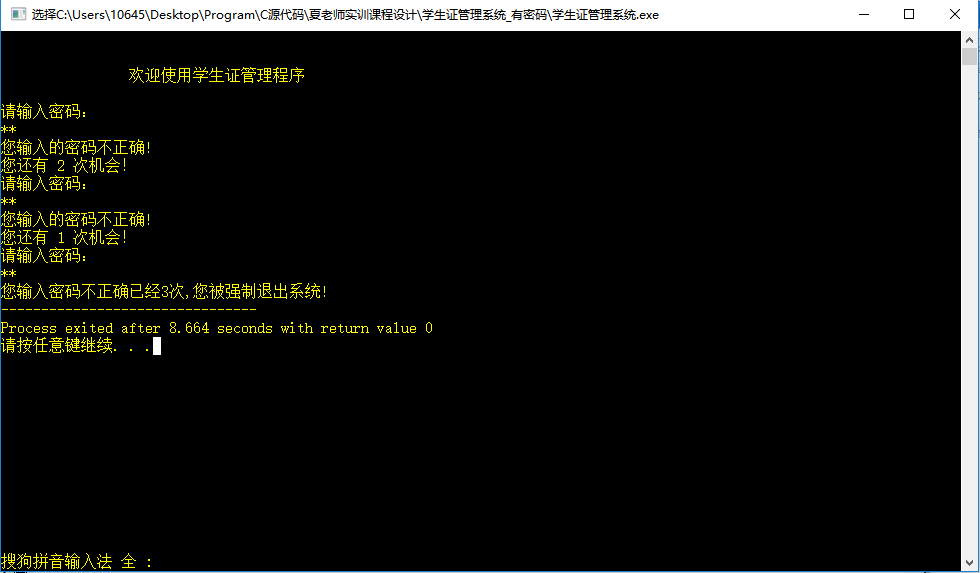 选择C:\Users\10645\Desktop\Program\C源代码\夏老师实训课程设计\学生证管理系统_有密码\学生证管理系统.exe
欢迎使用学生证管理程序
请输入密码:
**
您输入的密码不正确!
您还有 2 次机会!
请输入密码:
**
您输入的密码不正确!
您还有 1 次机会!
请输入密码:
**
您输入密码不正确已经3次,您被强制退出系统!
--------------------------------
Process exited after 8.664 seconds with return value 0
请按任意键继续. . .
搜狗拼音输入法 全 :